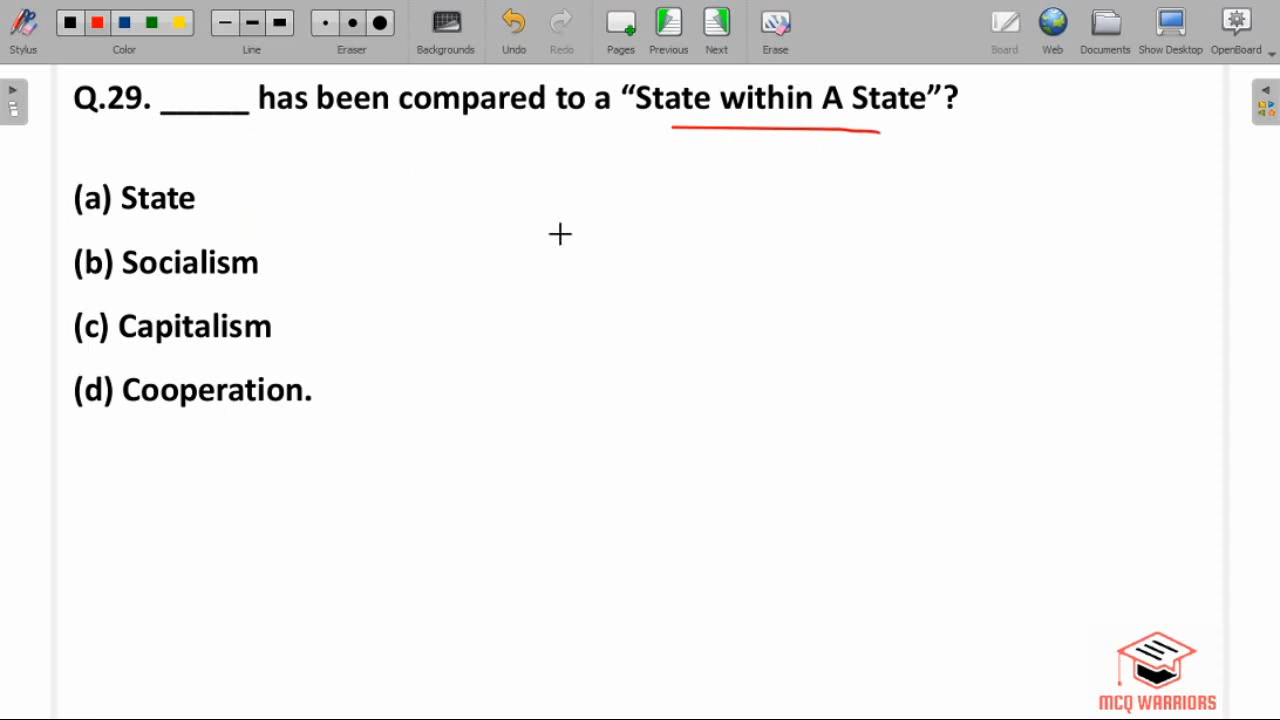 Stylus
Color
Line
Eraser
Backgrounds
Undo
Redo
Pages
Previous
Next
Erase
Board
Web
Documents
Show Desktop
OpenBoard
Q.29. _____ has been compared to a “State within A State”?
(a) State
(b) Socialism
(c) Capitalism
(d) Cooperation.
MCQ WARRIORS